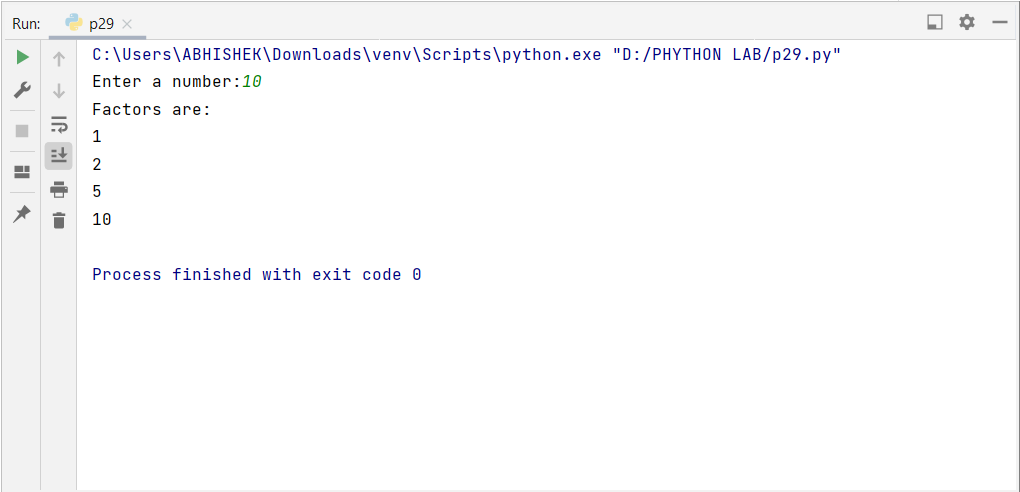 Run: p29
C:\Users\ABHISHEK\Downloads\venv\Scripts\python.exe "D:/PHYTHON LAB/p29.py"
Enter a number:10
Factors are:
1
2
5
10
Process finished with exit code 0